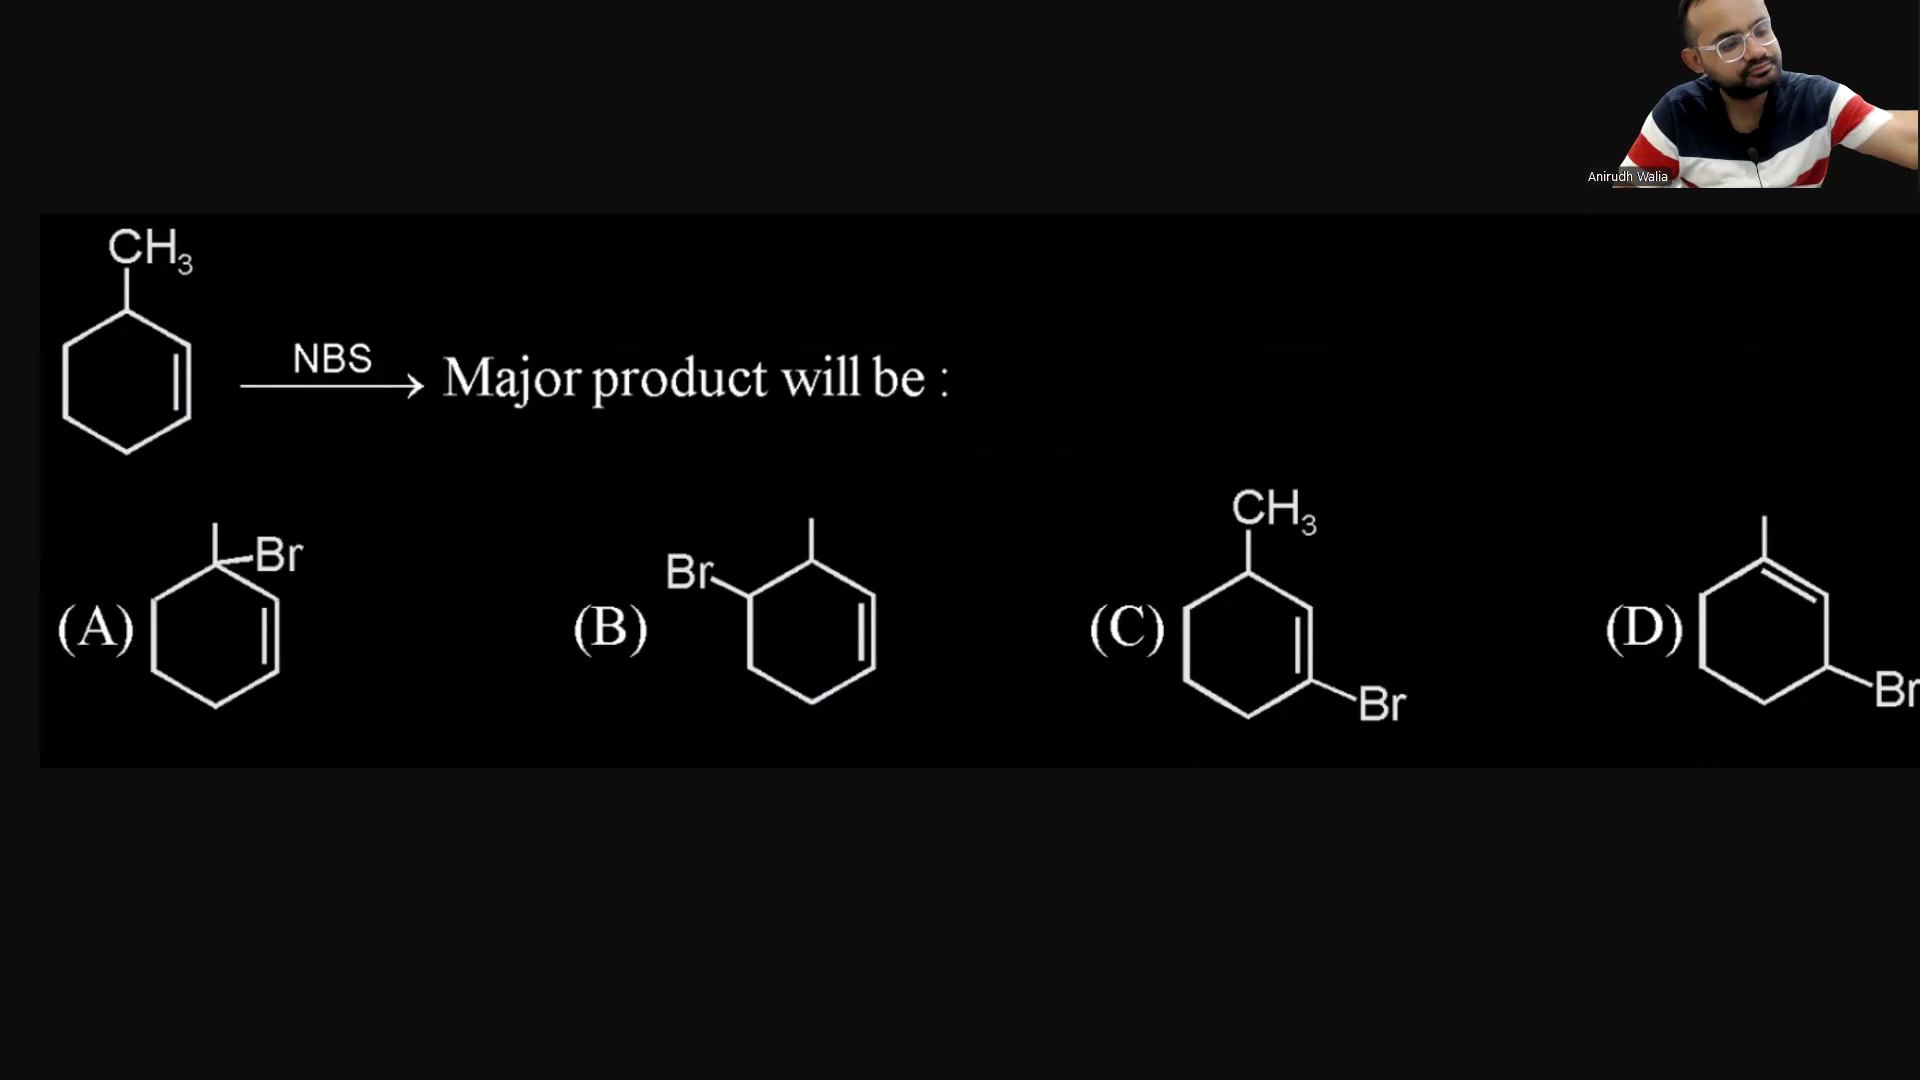 Anirudh Walia
CH3
NBS
Major product will be :
(A)
Br
(B)
Br
(C)
CH3
Br
(D)
Br